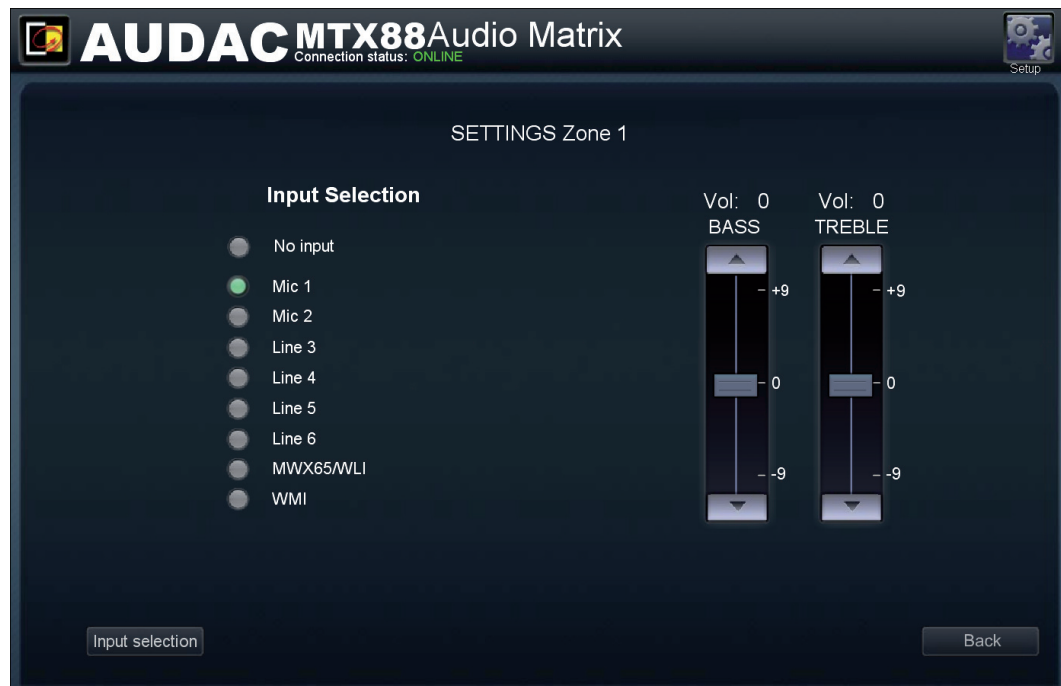 AUDAC MTX88 Audio Matrix
Connection status: ONLINE
Setup
SETTINGS Zone 1
Input Selection
No input
Mic 1
Mic 2
Line 3
Line 4
Line 5
Line 6
MWX65/WLI
WMI
Vol: 0 Vol: 0
BASS TREBLE
+9 +9
0 0
-9 -9
Input selection
Back